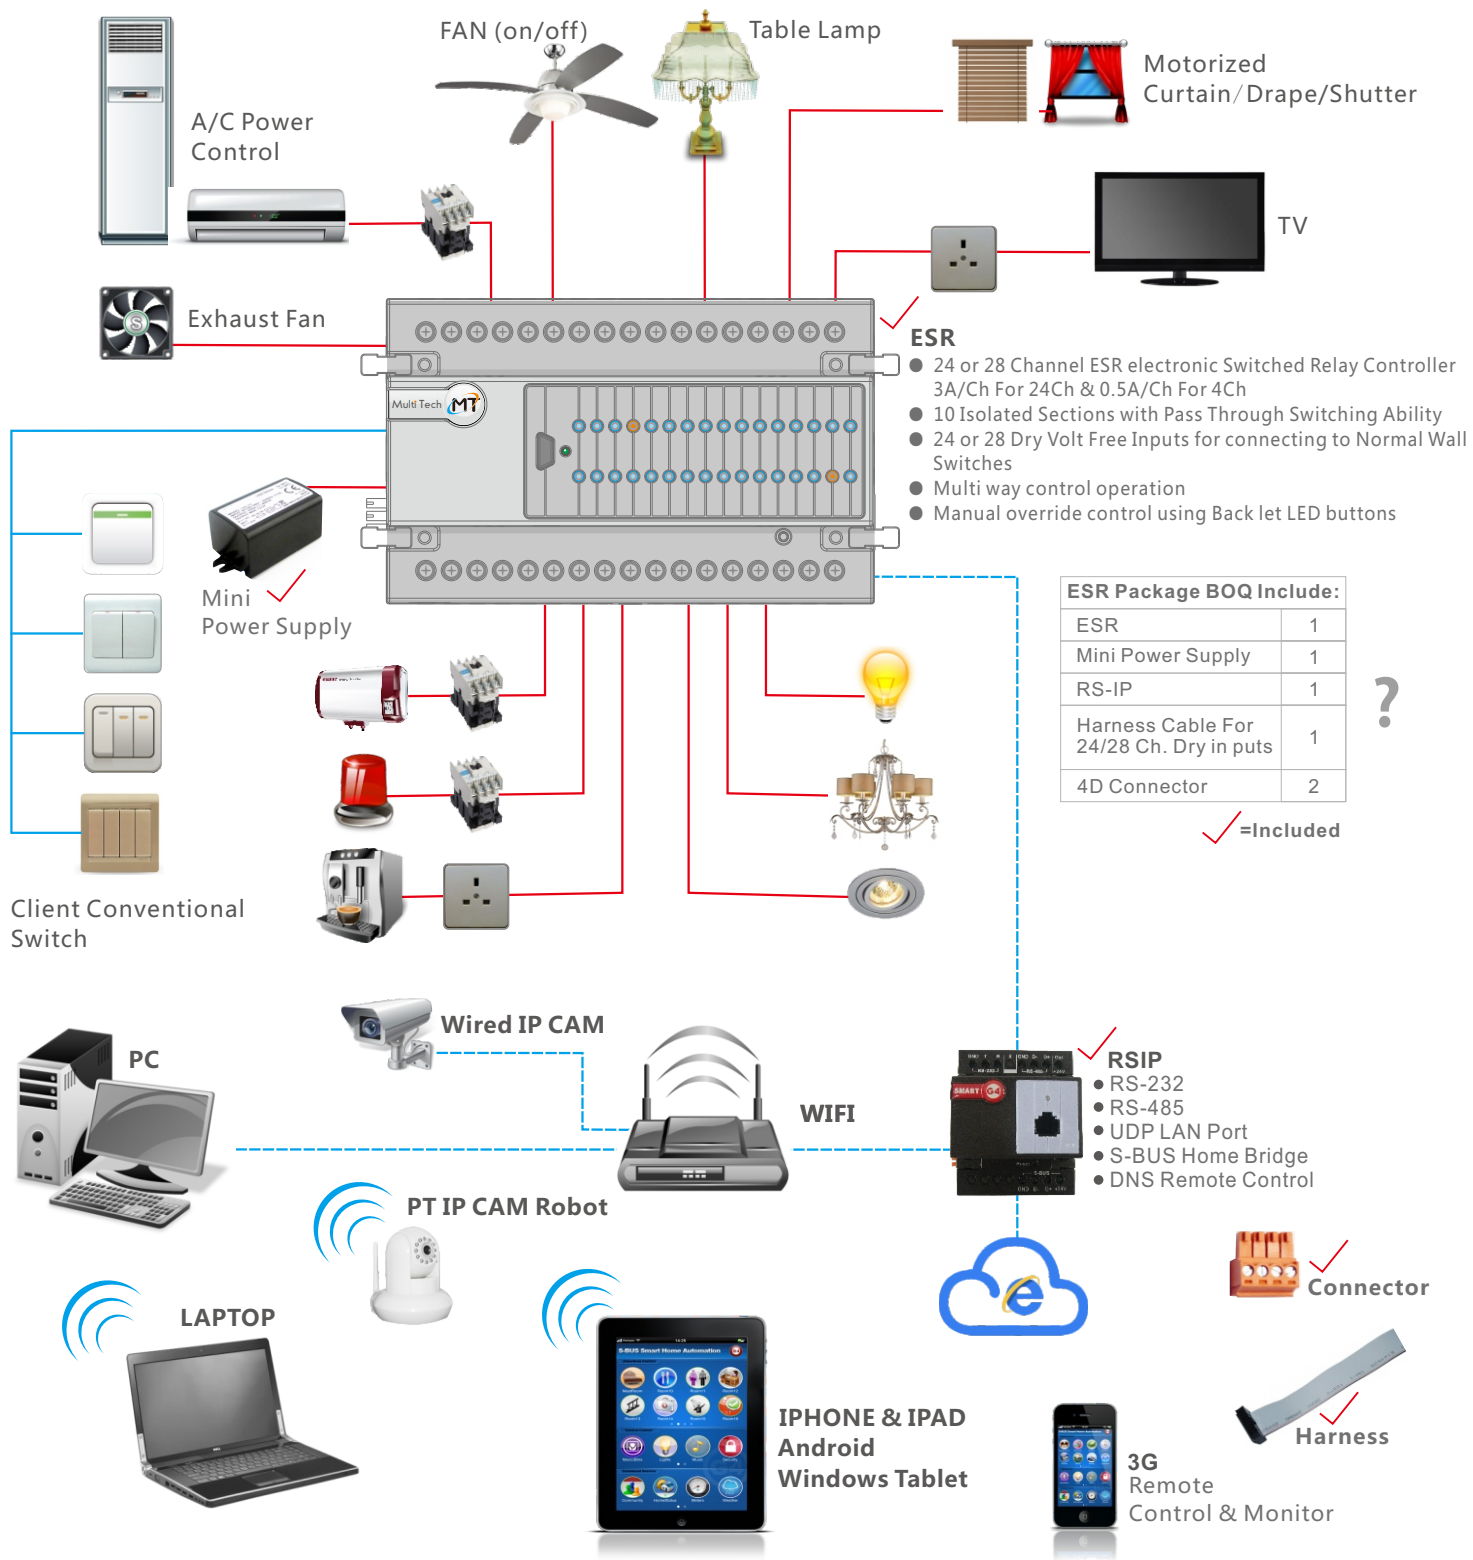 FAN (on/off)
Table Lamp
Motorized
Curtain/Drape/Shutter
A/C Power
Control
TV
Exhaust Fan
S
Multi Tech
MT
ESR
● 24 or 28 Channel ESR electronic Switched Relay Controller
3A/Ch For 24Ch & 0.5A/Ch For 4Ch
● 10 Isolated Sections with Pass Through Switching Ability
● 24 or 28 Dry Volt Free Inputs for connecting to Normal Wall
Switches
● Multi way control operation
● Manual override control using Back let LED buttons
Mini
Power Supply
ESR Package BOQ Include:
ESR 1
Mini Power Supply 1
RS-IP 1
Harness Cable For
24/28 Ch. Dry in puts 1
4D Connector 2
?
=Included
Client Conventional
Switch
Wired IP CAM
PC
WIFI
SMART G4
RSIP
● RS-232
● RS-485
● UDP LAN Port
● S-BUS Home Bridge
● DNS Remote Control
PT IP CAM Robot
LAPTOP
Connector
S-BUS Smart Home Automation
IPHONE & IPAD
Android
Windows Tablet
Harness
3G
Remote
Control & Monitor